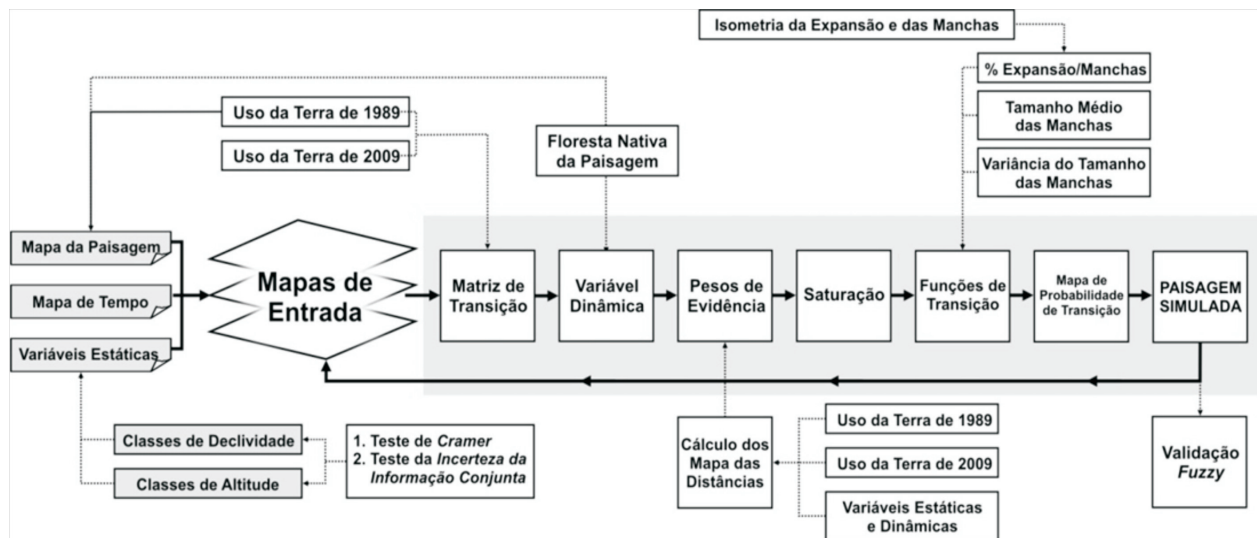 Isometria da Expansão e das Manchas
% Expansão/Manchas
Tamanho Médio
das Manchas
Variância do Tamanho
das Manchas
Uso da Terra de 1989
Uso da Terra de 2009
Floresta Nativa
da Paisagem
Mapa da Paisagem
Mapa de Tempo
Variáveis Estáticas
Mapas de
Entrada
Matriz de
Transição
Variável
Dinâmica
Pesos de
Evidência
Saturação
Funções de
Transição
Mapa de
Probabilidade
de Transição
PAISAGEM
SIMULADA
Classes de Declividade
Classes de Altitude
1. Teste de Cramer
2. Teste da Incerteza da
Informação Conjunta
Cálculo dos
Mapa das
Distâncias
Uso da Terra de 1989
Uso da Terra de 2009
Variáveis Estáticas
e Dinâmicas
Validação
Fuzzy